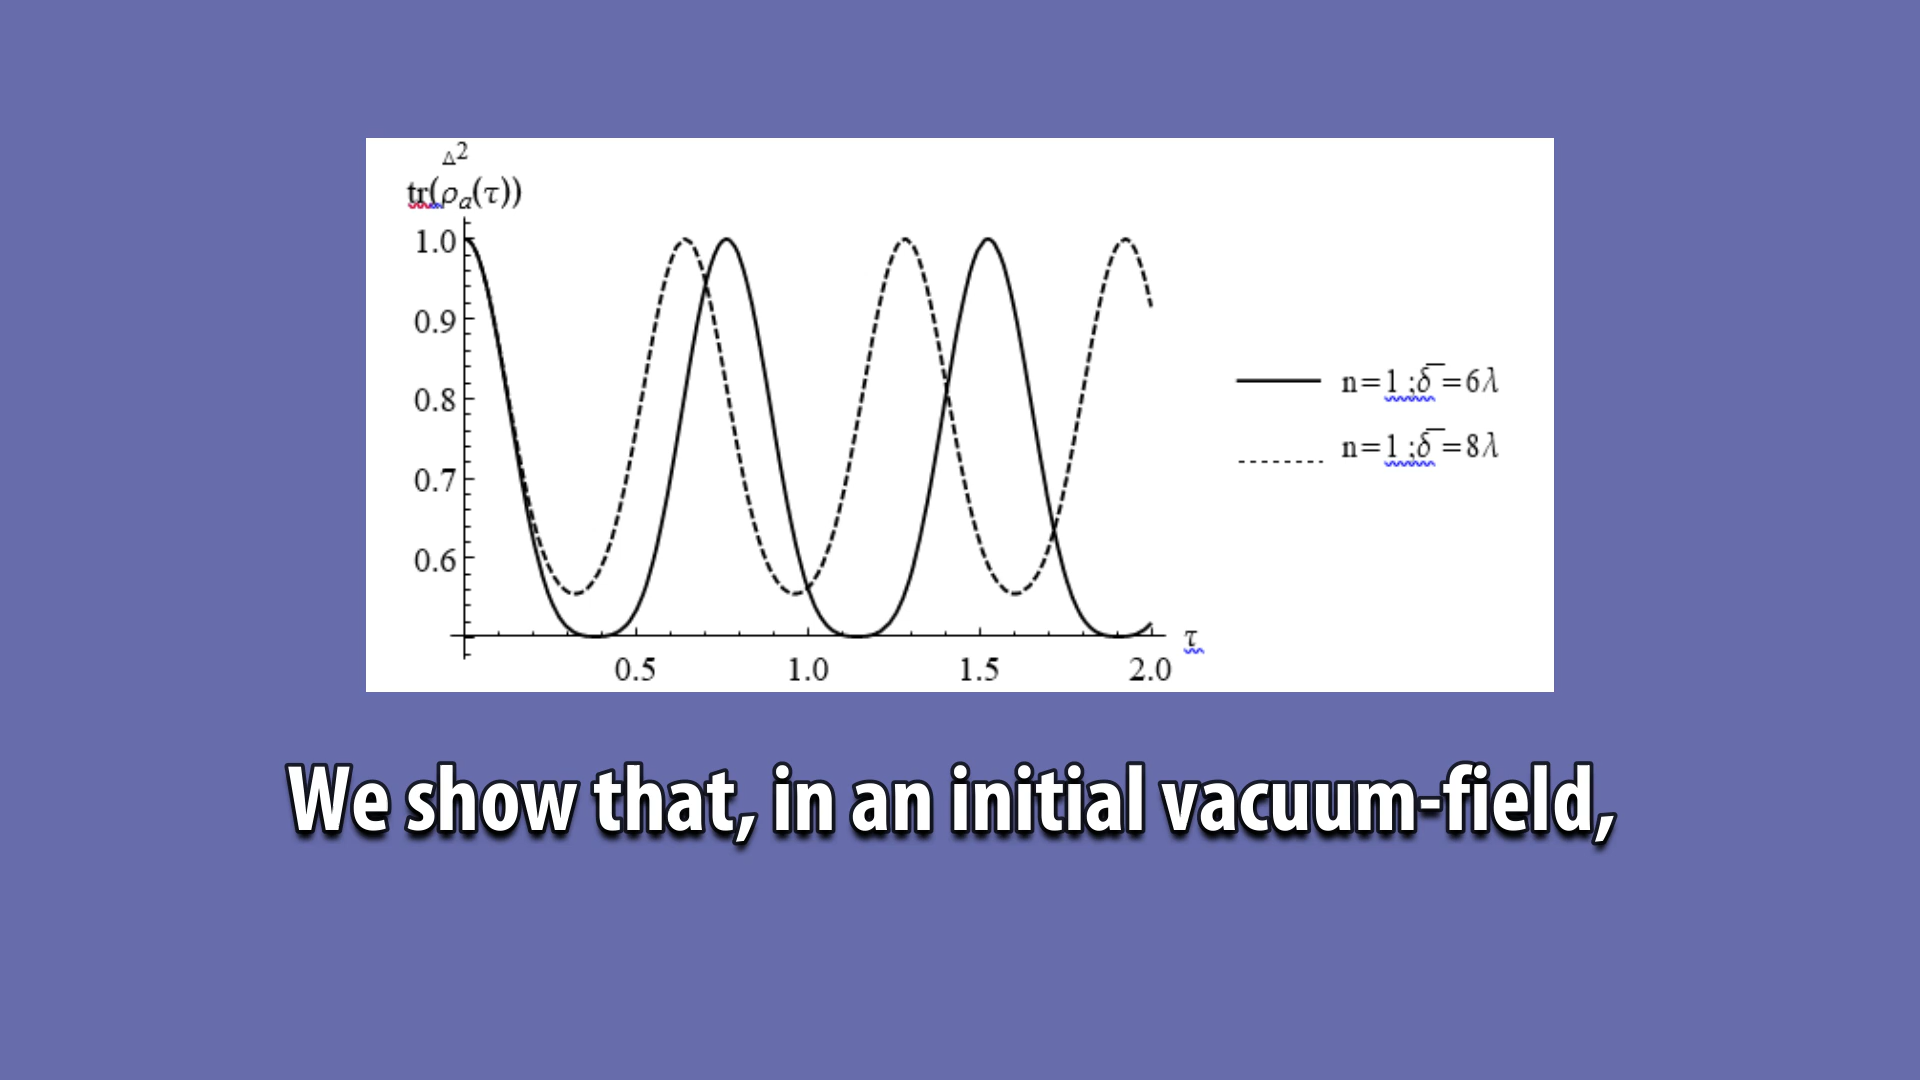 Δ2
tr(ρa(τ))
1.0
0.9
0.8
0.7
0.6
0.5 1.0 1.5 2.0
τ
n=1 ;δ‾=6λ
n=1 ;δ‾=8λ
We show that, in an initial vacuum-field,